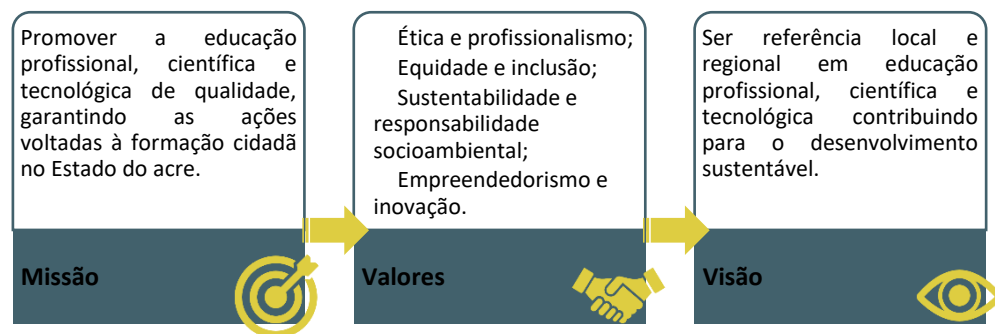 Promover a educação
profissional, científica e
tecnológica de qualidade,
garantindo as ações
voltadas à formação cidadã
no Estado do acre.
Missão
Ética e profissionalismo;
Equidade e inclusão;
Sustentabilidade e
responsabilidade
socioambiental;
Empreendedorismo e
inovação.
Valores
Ser referência local e
regional em educação
profissional, científica e
tecnológica contribuindo
para o desenvolvimento
sustentável.
Visão